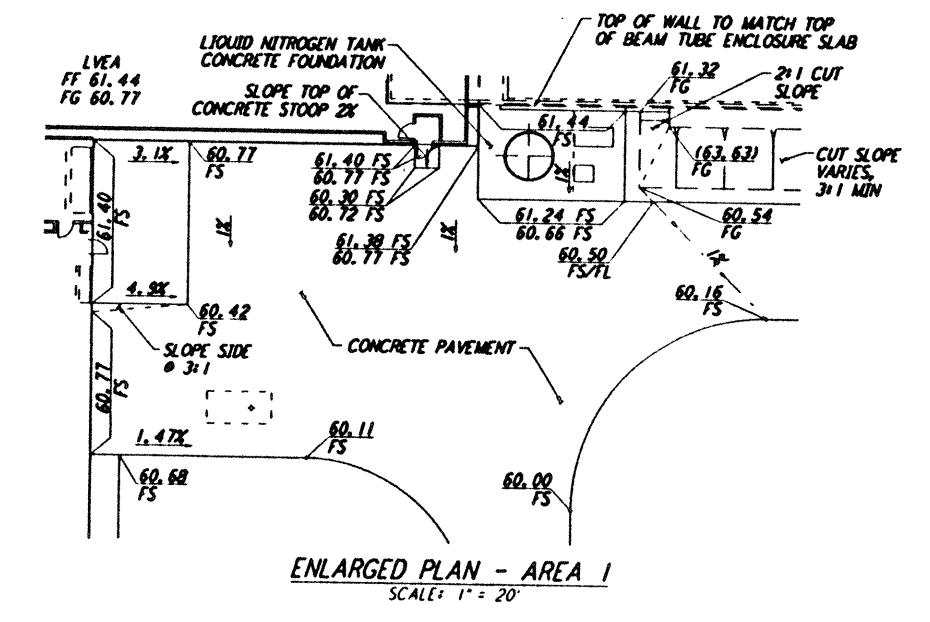 TOP OF WALL TO MATCH TOP
OF BEAM TUBE ENCLOSURE SLAB
LIQUID NITROGEN TANK
CONCRETE FOUNDATION
LVEA
FF 61.44
FG 60.77
SLOPE TOP OF
CONCRETE STOOP 2%
61.32
FG
2:1 CUT
SLOPE
61.44
FS
3.1%
60.77
FS
61.40 FS
60.77 FS
60.30 FS
60.72 FS
1%
(63.63)
FG
CUT SLOPE
VARIES,
3:1 MIN
61.40
FS
1%
61.38 FS
60.77 FS
1%
61.24 FS
60.66 FS
60.54
FG
60.50
FS/FL
4.9%
60.42
FS
60.16
FS
SLOPE SIDE
@ 3:1
CONCRETE PAVEMENT
60.77
FS
1.47%
60.11
FS
60.68
FS
60.00
FS
ENLARGED PLAN - AREA 1
SCALE: 1" = 20'